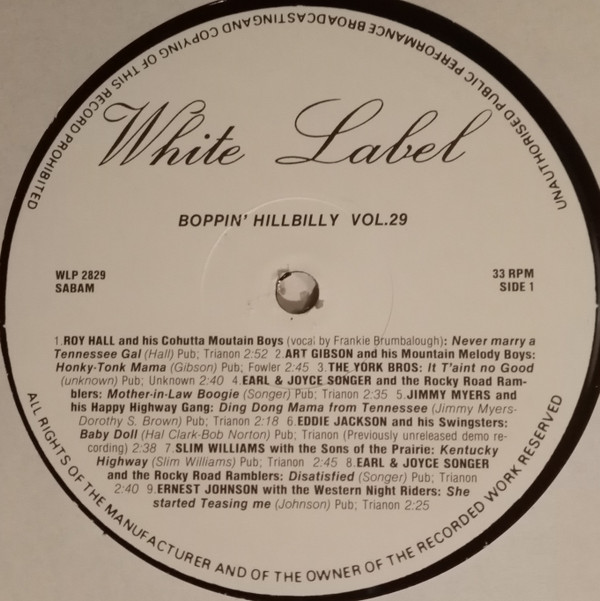 UNAUTHORISED PUBLIC PERFORMANCE BROADCASTING AND COPYING OF THIS RECORD PROHIBITED
White Label
BOPPIN' HILLBILLY VOL.29
WLP 2829
SABAM
33 RPM
SIDE 1
1.ROY HALL and his Cohutta Moutain Boys (vocal by Frankie Brumbalough): Never marry a
Tennessee Gal (Hall) Pub; Trianon 2:52 2.ART GIBSON and his Mountain Melody Boys:
Honky-Tonk Mama (Gibson) Pub; Fowler 2:45 3.THE YORK BROS: It T'aint no Good
(unknown) Pub; Unknown 2:40 4.EARL & JOYCE SONGER and the Rocky Road Ram-
blers: Mother-in-Law Boogie (Songer) Pub; Trianon 2:35 5.JIMMY MYERS and
his Happy Highway Gang: Ding Dong Mama from Tennessee (Jimmy Myers-
Dorothy S. Brown) Pub; Trianon 2:18 6.EDDIE JACKSON and his Swingsters:
Baby Doll (Hal Clark-Bob Norton) Pub; Trianon (Previously unreleased demo re-
cording) 2:38 7.SLIM WILLIAMS with the Sons of the Prairie: Kentucky
Highway (Slim Williams) Pub; Trianon 2:45 8.EARL & JOYCE SONGER
and the Rocky Road Ramblers: Disatisfied (Songer) Pub; Trianon
2:40 9.ERNEST JOHNSON with the Western Night Riders: She
started Teasing me (Johnson) Pub; Trianon 2:25
ALL RIGHTS OF THE MANUFACTURER AND OF THE OWNER OF THE RECORDED WORK RESERVED